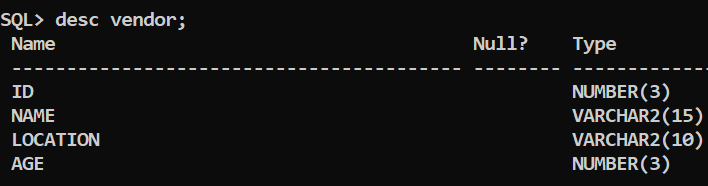 SQL> desc vendor;
Name Null? Type
----------------------------------------- -------- ------------
ID NUMBER(3)
NAME VARCHAR2(15)
LOCATION VARCHAR2(10)
AGE NUMBER(3)